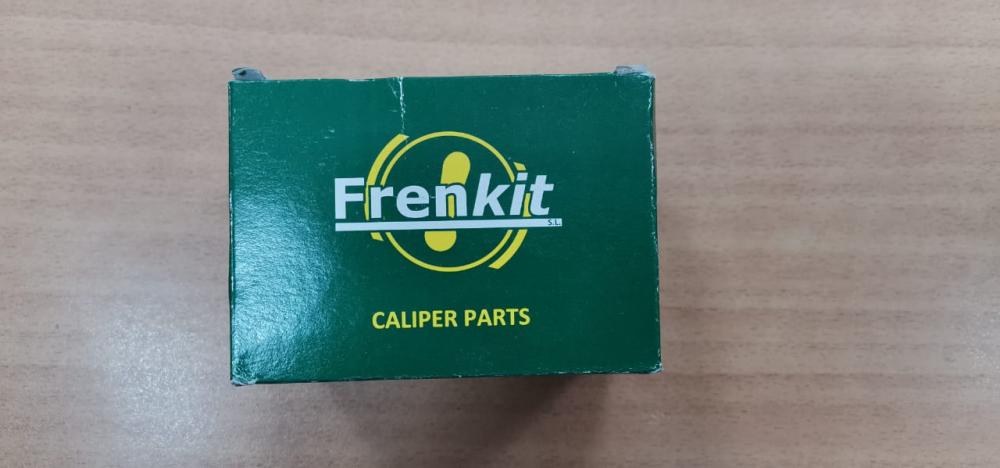 Frenkit
S.L.
CALIPER PARTS